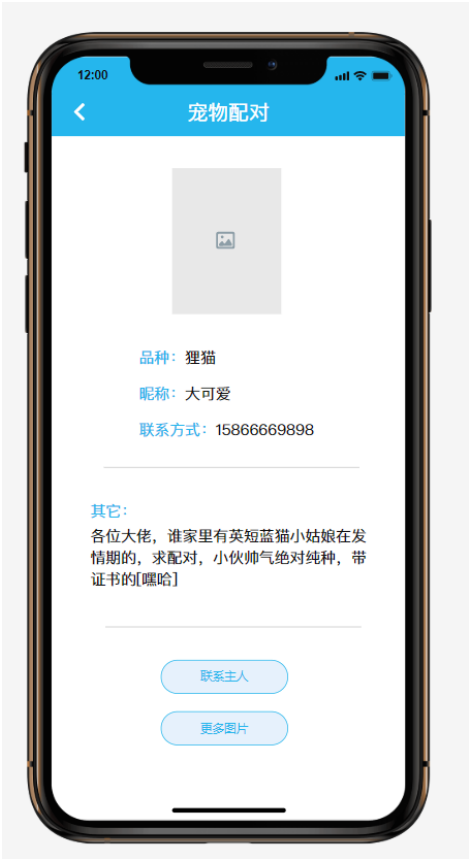 12:00
宠物配对
品种：狸猫
昵称：大可爱
联系方式：15866669898
其它：
各位大佬，谁家里有英短蓝猫小姑娘在发
情期的，求配对，小伙帅气绝对纯种，带
证书的[嘿哈]
联系主人
更多图片